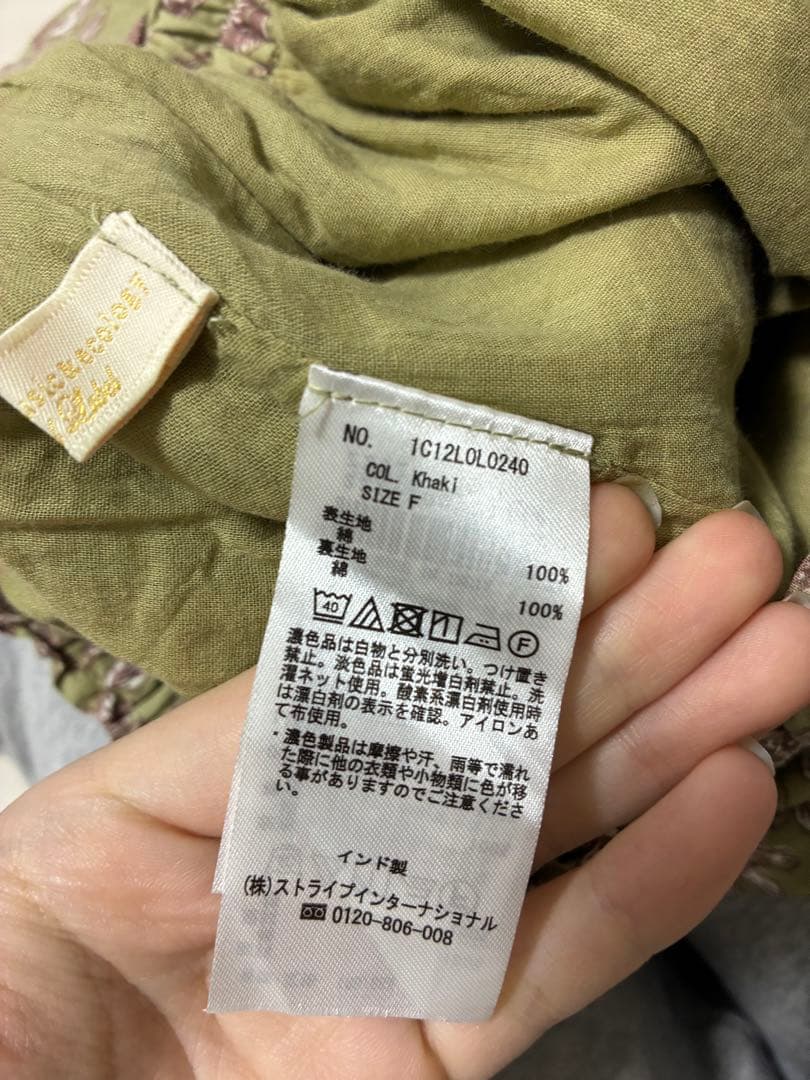 NO. 1C12L0L0240
COL. Khaki
SIZE F
表生地
綿 100%
裏生地
綿 100%
40
F
濃色品は白物と分別洗い。つけ置き
禁止。淡色品は蛍光増白剤禁止。洗
濯ネット使用。酸素系漂白剤使用時
は漂白剤の表示を確認。アイロンあ
て布使用。
・濃色製品は摩擦や汗、雨等で濡れ
た際に他の衣類や小物類に色が移
る事がありますのでご注意くださ
い。
インド製
(株)ストライプインターナショナル
0120-806-008